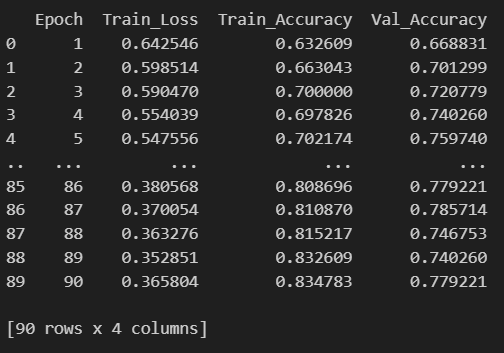 Epoch Train_Loss Train_Accuracy Val_Accuracy
0 1 0.642546 0.632609 0.668831
1 2 0.598514 0.663043 0.701299
2 3 0.590470 0.700000 0.720779
3 4 0.554039 0.697826 0.740260
4 5 0.547556 0.702174 0.759740
.. ... ... ... ...
85 86 0.380568 0.808696 0.779221
86 87 0.370054 0.810870 0.785714
87 88 0.363276 0.815217 0.746753
88 89 0.352851 0.832609 0.740260
89 90 0.365804 0.834783 0.779221
[90 rows x 4 columns]